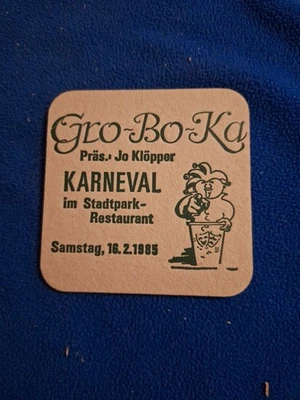 Gro-Bo-Ka
Präs.: Jo Klöpper
KARNEVAL
im Stadtpark-
Restaurant
Samstag, 16.2.1985